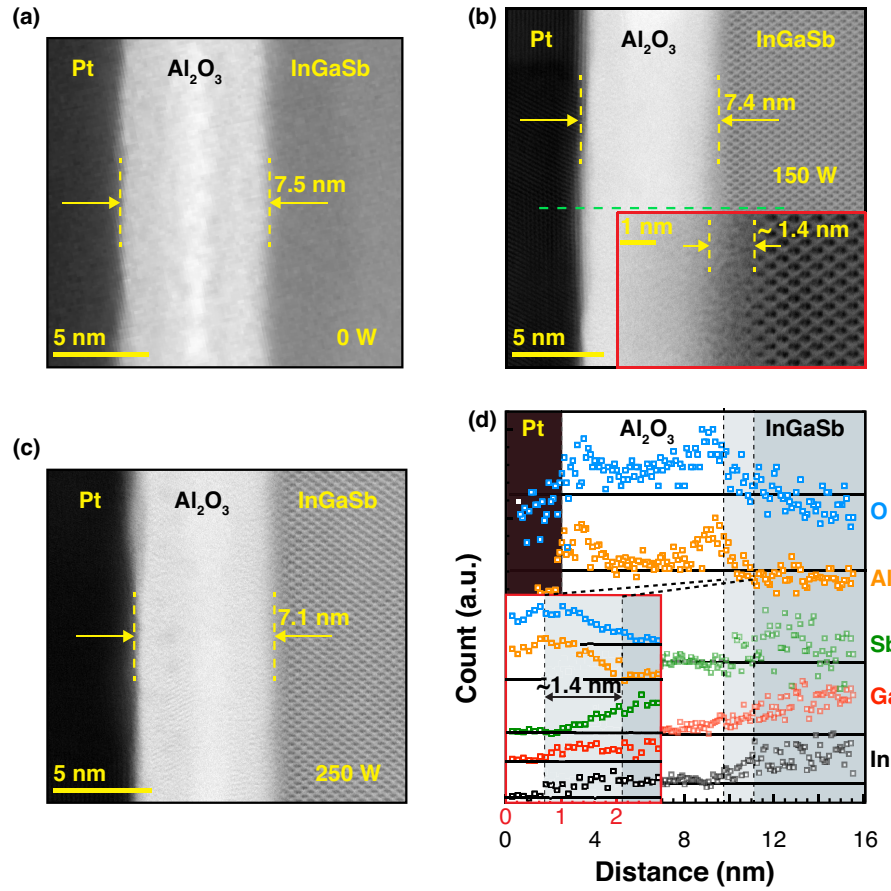 (a)
Pt Al₂O₃ InGaSb
7.5 nm
5 nm 0 W
(b)
Pt Al₂O₃ InGaSb
7.4 nm
150 W
1 nm ~ 1.4 nm
5 nm
(c)
Pt Al₂O₃ InGaSb
7.1 nm
5 nm 250 W
(d)
Pt Al₂O₃ InGaSb
O
Al
Sb
Ga
In
~1.4 nm
Count (a.u.)
0 1 2
0 4 8 12 16
Distance (nm)